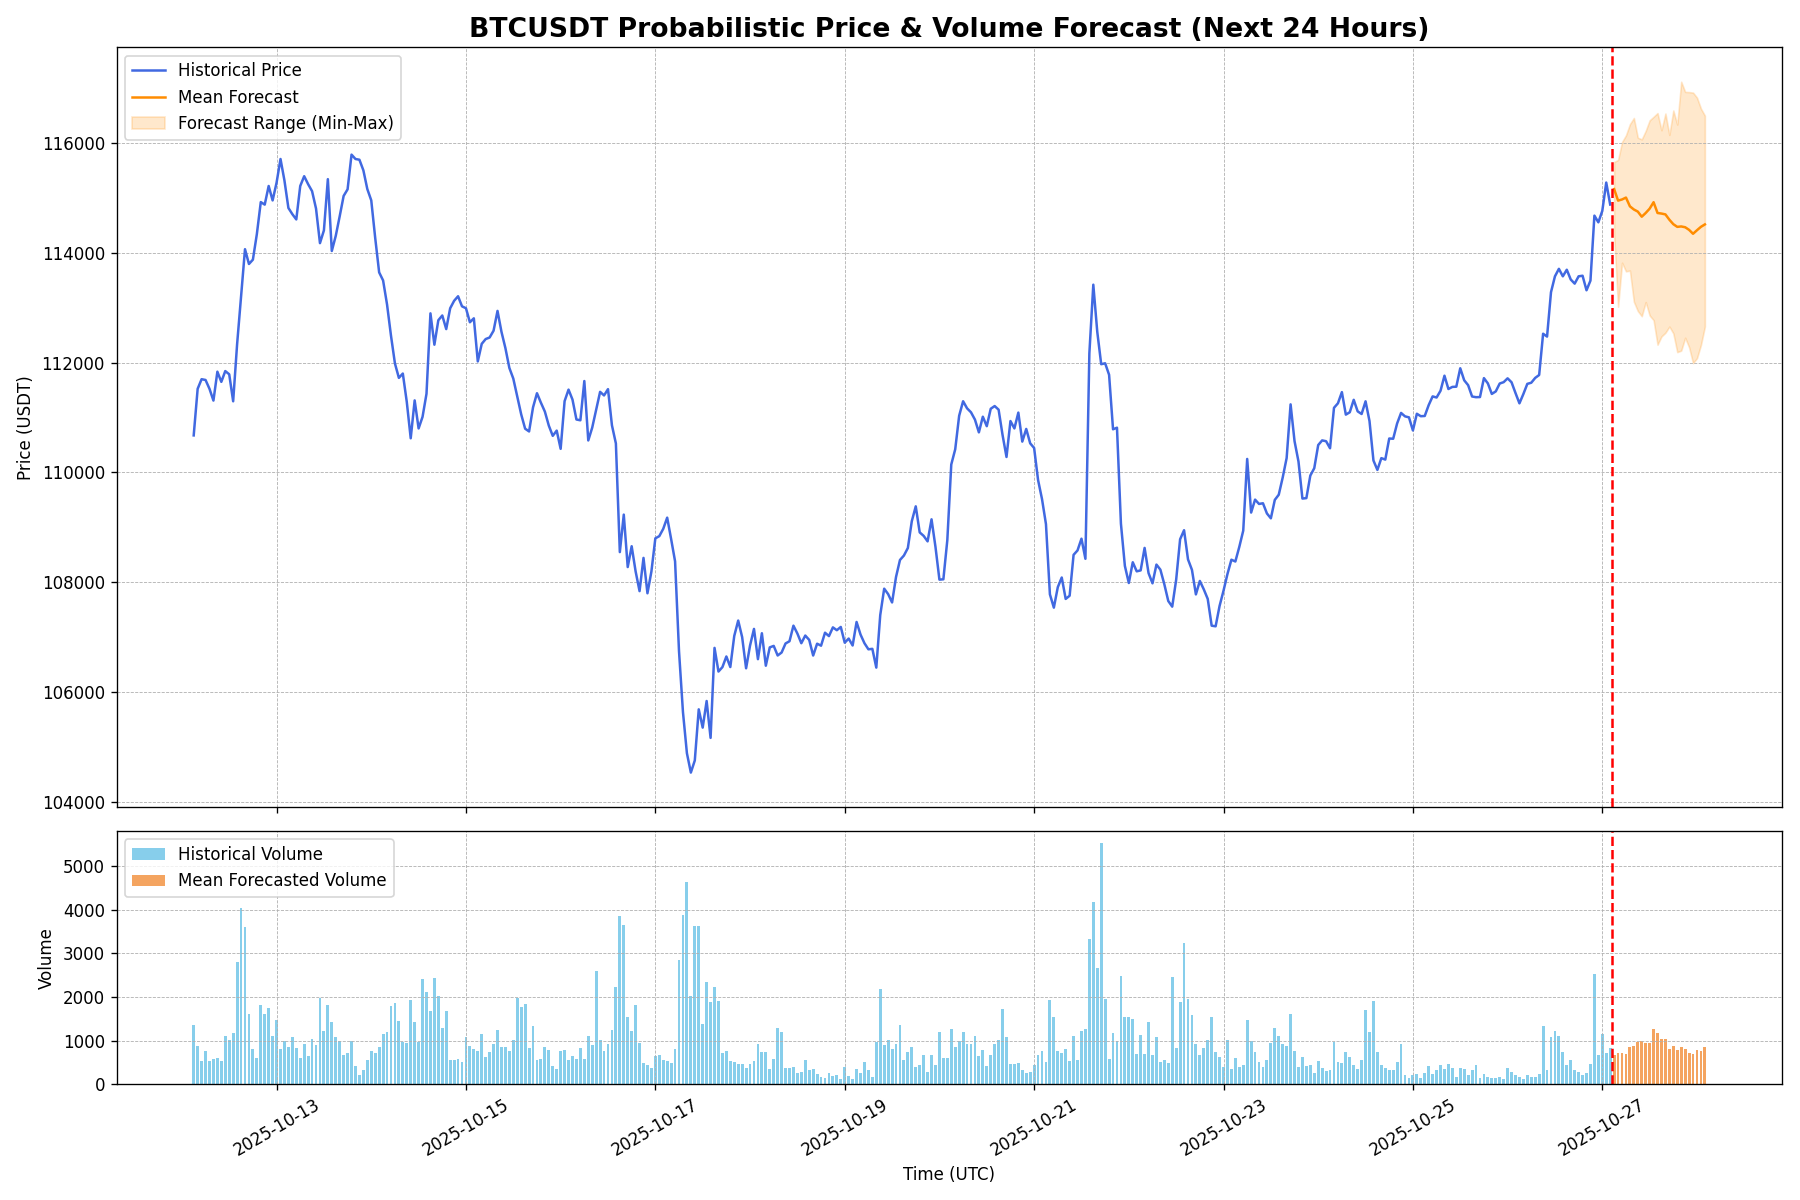 BTCUSDT Probabilistic Price & Volume Forecast (Next 24 Hours)
Historical Price
Mean Forecast
Forecast Range (Min-Max)
Price (USDT)
116000
114000
112000
110000
108000
106000
104000
Historical Volume
Mean Forecasted Volume
Volume
5000
4000
3000
2000
1000
0
2025-10-13
2025-10-15
2025-10-17
2025-10-19
2025-10-21
2025-10-23
2025-10-25
2025-10-27
Time (UTC)